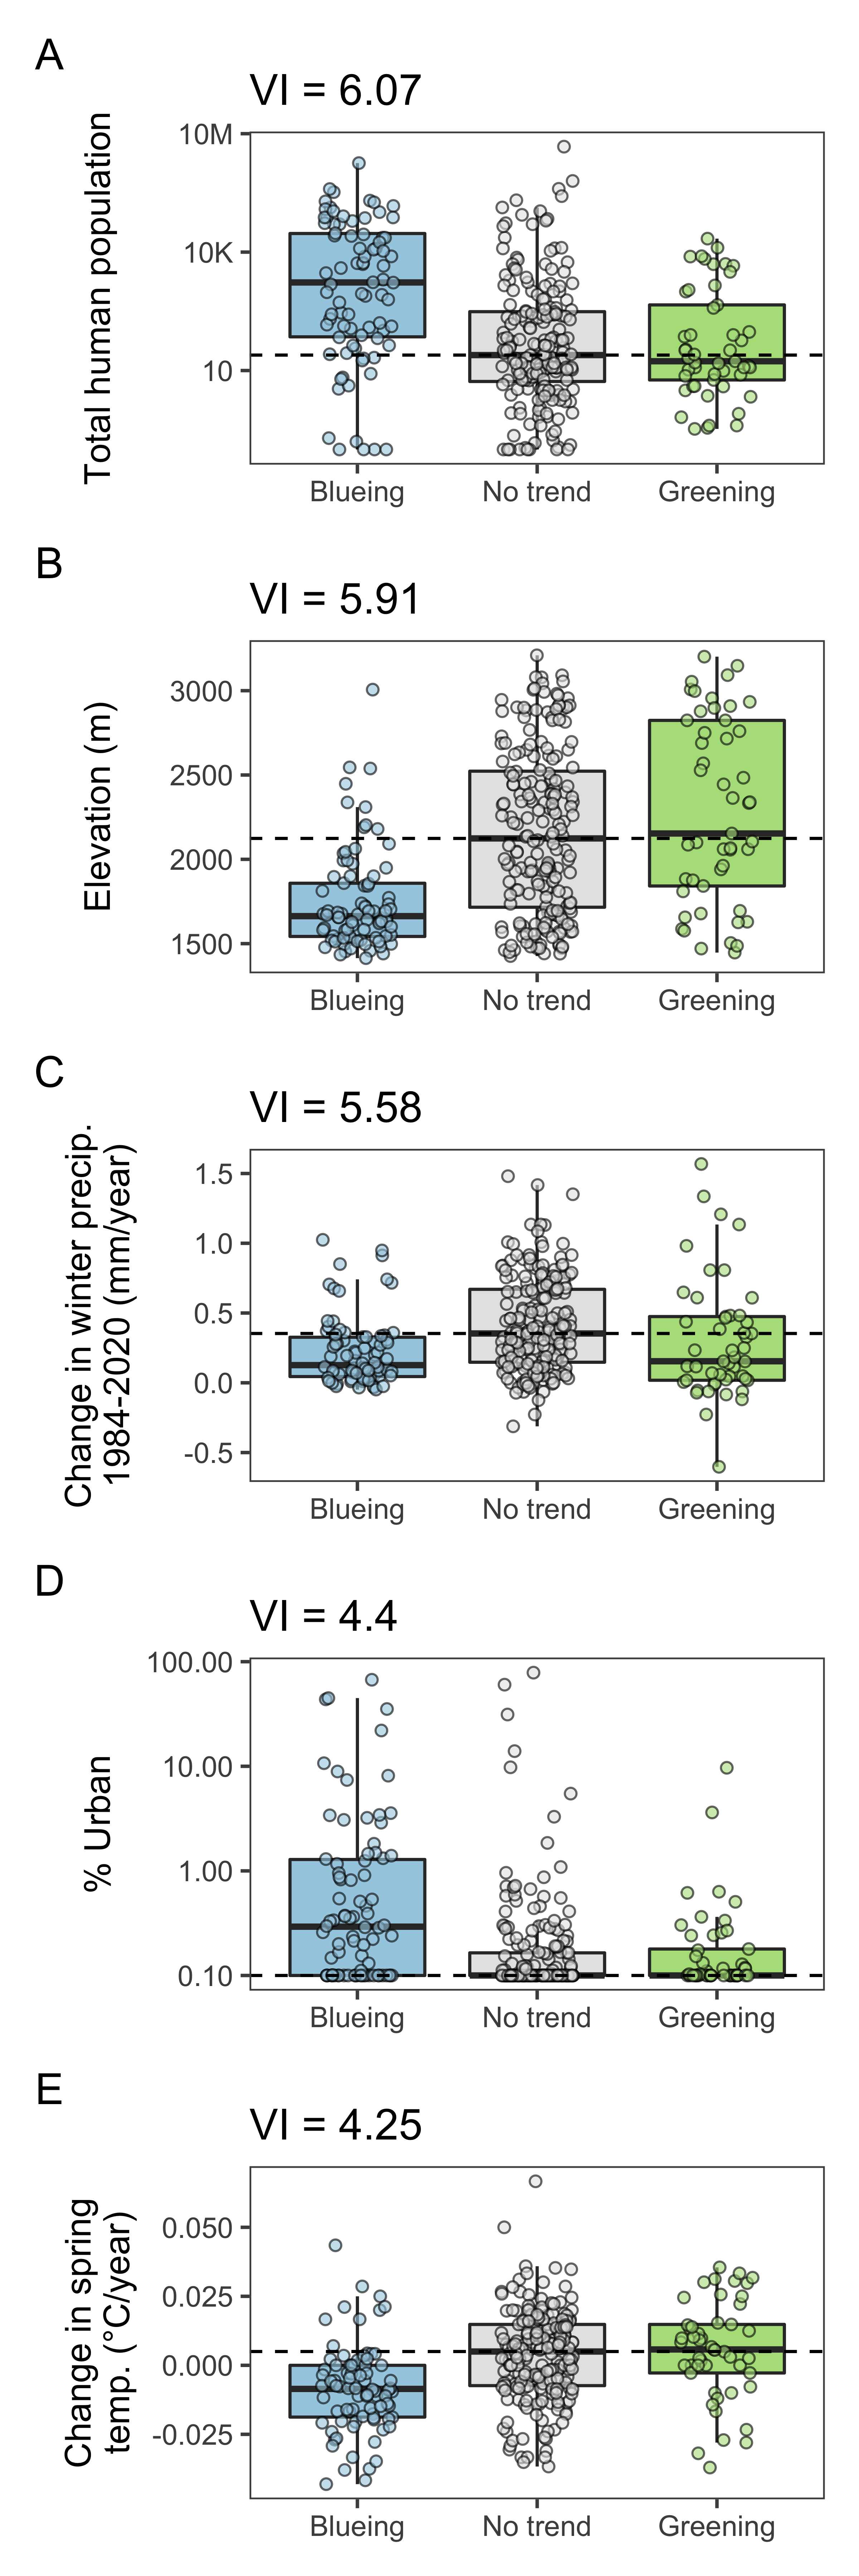 A
VI = 6.07
Total human population
10M
10K
10
Blueing
No trend
Greening
B
VI = 5.91
Elevation (m)
3000
2500
2000
1500
Blueing
No trend
Greening
C
VI = 5.58
Change in winter precip.
1984-2020 (mm/year)
1.5
1.0
0.5
0.0
-0.5
Blueing
No trend
Greening
D
VI = 4.4
% Urban
100.00
10.00
1.00
0.10
Blueing
No trend
Greening
E
VI = 4.25
Change in spring
temp. (°C/year)
0.050
0.025
0.000
-0.025
Blueing
No trend
Greening